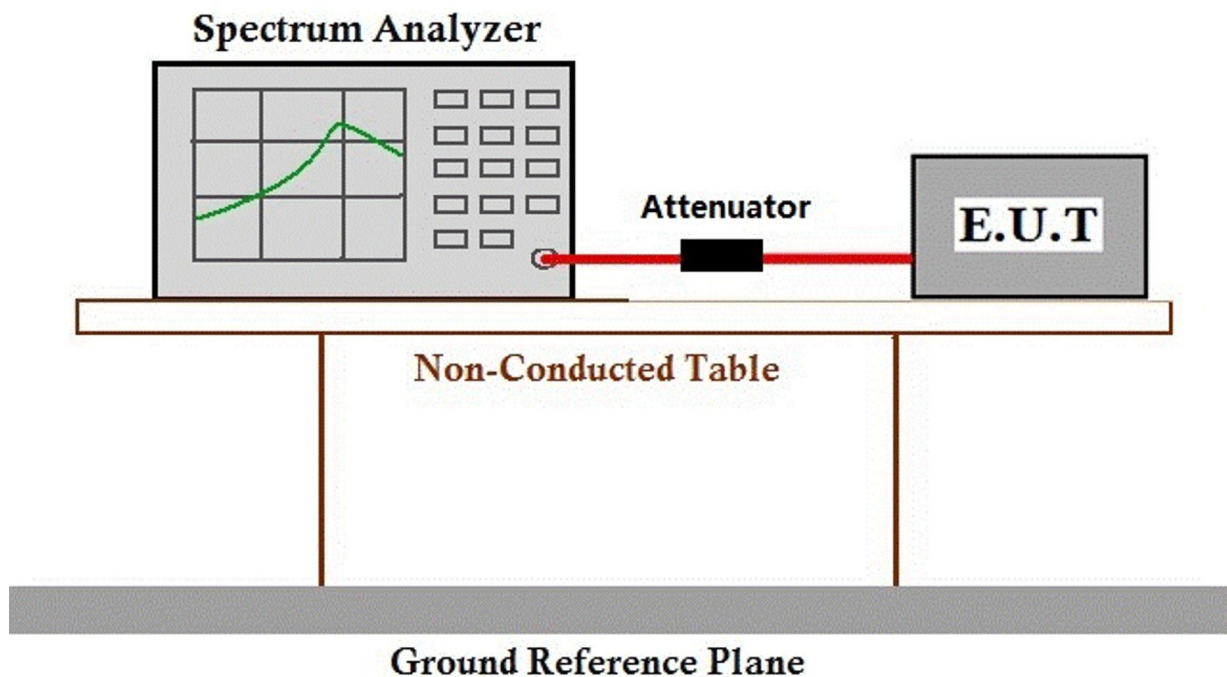 Spectrum Analyzer
Attenuator
E.U.T
Non-Conducted Table
Ground Reference Plane